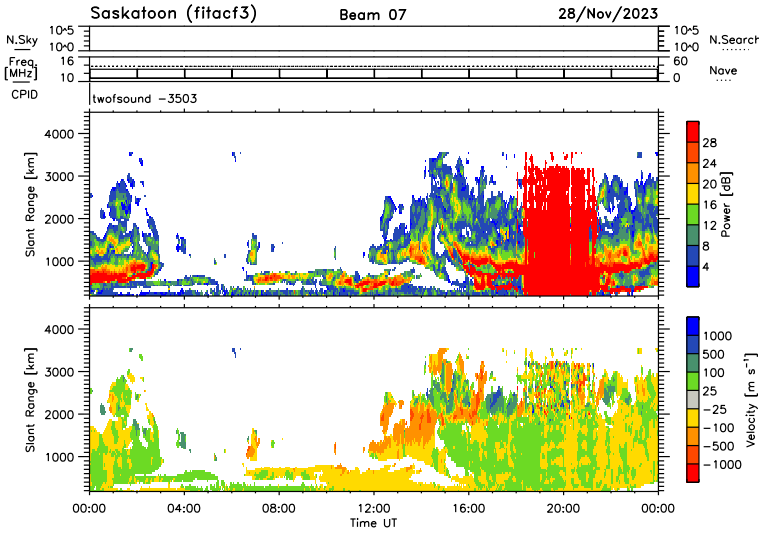 Saskatoon (fitacf3) Beam 07 28/Nov/2023
N.Sky 10^5 10^5 N.Search
10^0 10^0
Freq. 16 60
[MHz] 10 0 Nave
CPID twofsound -3503
Slant Range [km]
4000
3000
2000
1000
Power [dB]
28
24
20
16
12
8
4
Slant Range [km]
4000
3000
2000
1000
Velocity [m s⁻¹]
1000
500
100
25
-25
-100
-500
-1000
00:00 04:00 08:00 12:00 16:00 20:00 00:00
Time UT